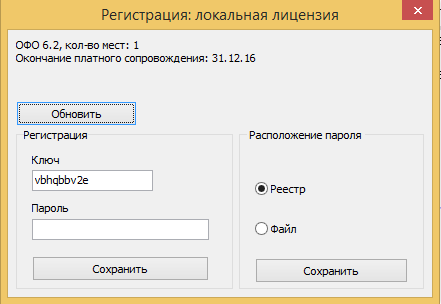 Регистрация: локальная лицензия
ОФО 6.2, кол-во мест: 1
Окончание платного сопровождения: 31.12.16
Обновить
Регистрация
Ключ
vbhqbbv2e
Пароль
Сохранить
Расположение пароля
Реестр
Файл
Сохранить